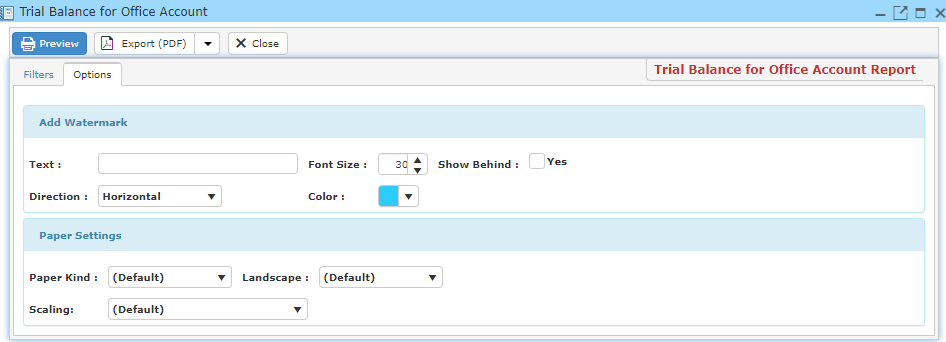 Trial Balance for Office Account
Preview Export (PDF) Close
Filters Options Trial Balance for Office Account Report
Add Watermark
Text : Font Size : 30 Show Behind : Yes
Direction : Horizontal Color :
Paper Settings
Paper Kind : (Default) Landscape : (Default)
Scaling: (Default)